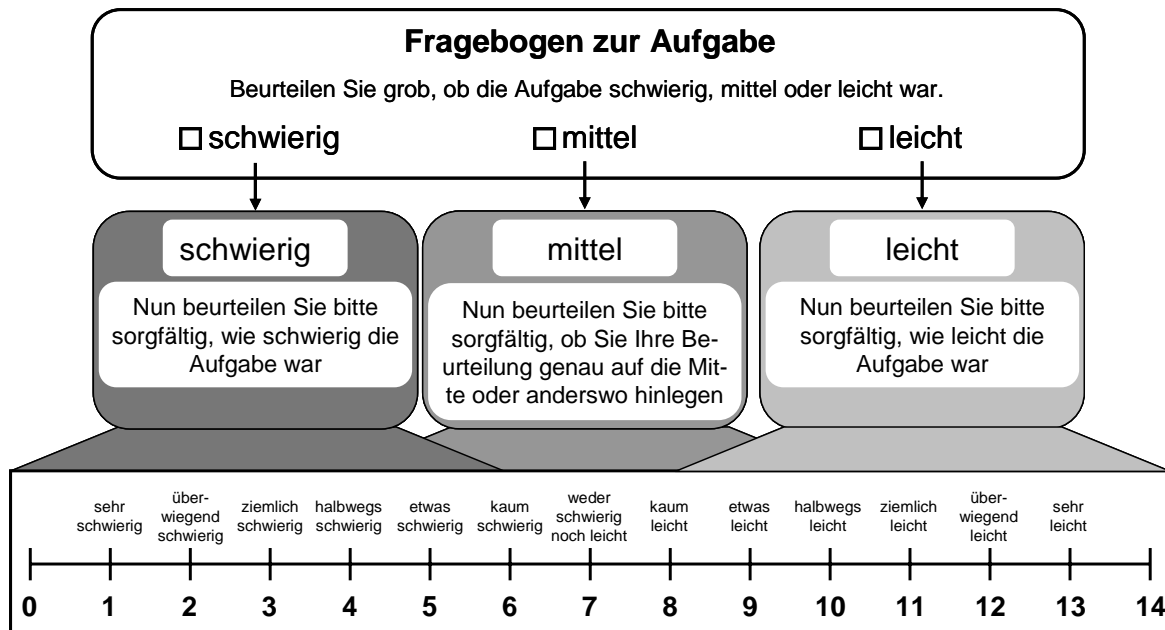 Fragebogen zur Aufgabe
Beurteilen Sie grob, ob die Aufgabe schwierig, mittel oder leicht war.
schwierig
mittel
leicht
schwierig
Nun beurteilen Sie bitte
sorgfältig, wie schwierig die
Aufgabe war
mittel
Nun beurteilen Sie bitte
sorgfältig, ob Sie Ihre Be-
urteilung genau auf die Mit-
te oder anderswo hinlegen
leicht
Nun beurteilen Sie bitte
sorgfältig, wie leicht die
Aufgabe war
sehr
schwierig
über-
wiegend
schwierig
ziemlich
schwierig
halbwegs
schwierig
etwas
schwierig
kaum
schwierig
weder
schwierig
noch leicht
kaum
leicht
etwas
leicht
halbwegs
leicht
ziemlich
leicht
über-
wiegend
leicht
sehr
leicht
0 1 2 3 4 5 6 7 8 9 10 11 12 13 14